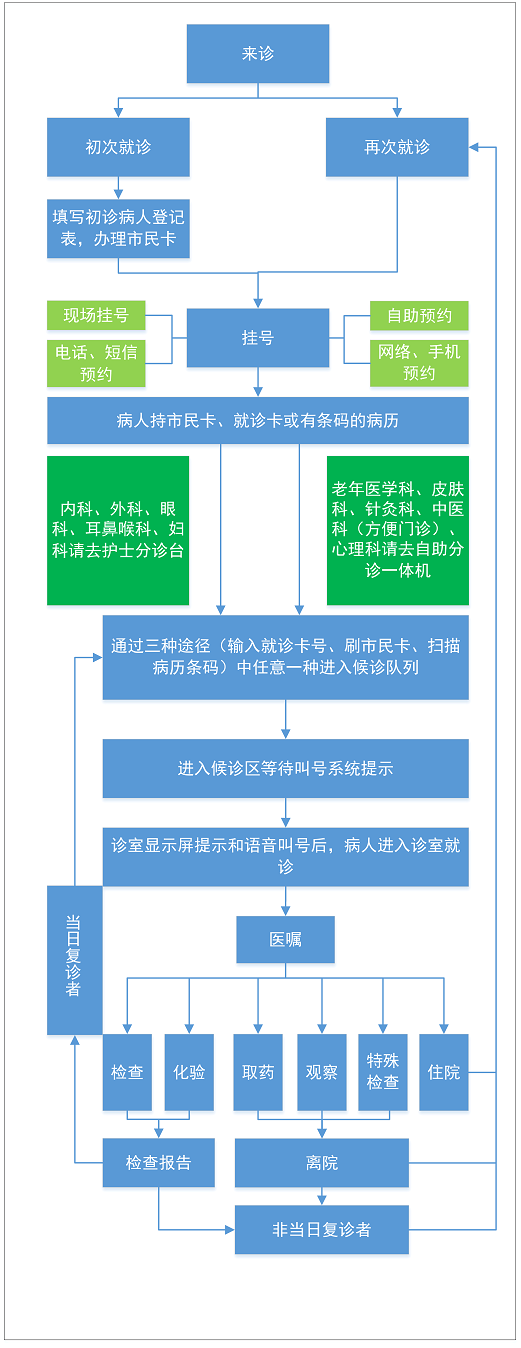 来诊
初次就诊
再次就诊
填写初诊病人登记
表，办理市民卡
现场挂号
自助预约
挂号
电话、短信
预约
网络、手机
预约
病人持市民卡、就诊卡或有条码的病历
内科、外科、眼
科、耳鼻喉科、妇
科请去护士分诊台
老年医学科、皮肤
科、针灸科、中医
科（方便门诊）、
心理科请去自助分
诊一体机
通过三种途径（输入就诊卡号、刷市民卡、扫描
病历条码）中任意一种进入候诊队列
进入候诊区等待叫号系统提示
诊室显示屏提示和语音叫号后，病人进入诊室就
诊
当日复诊者
医嘱
检查
化验
取药
观察
特殊
检查
住院
检查报告
离院
非当日复诊者